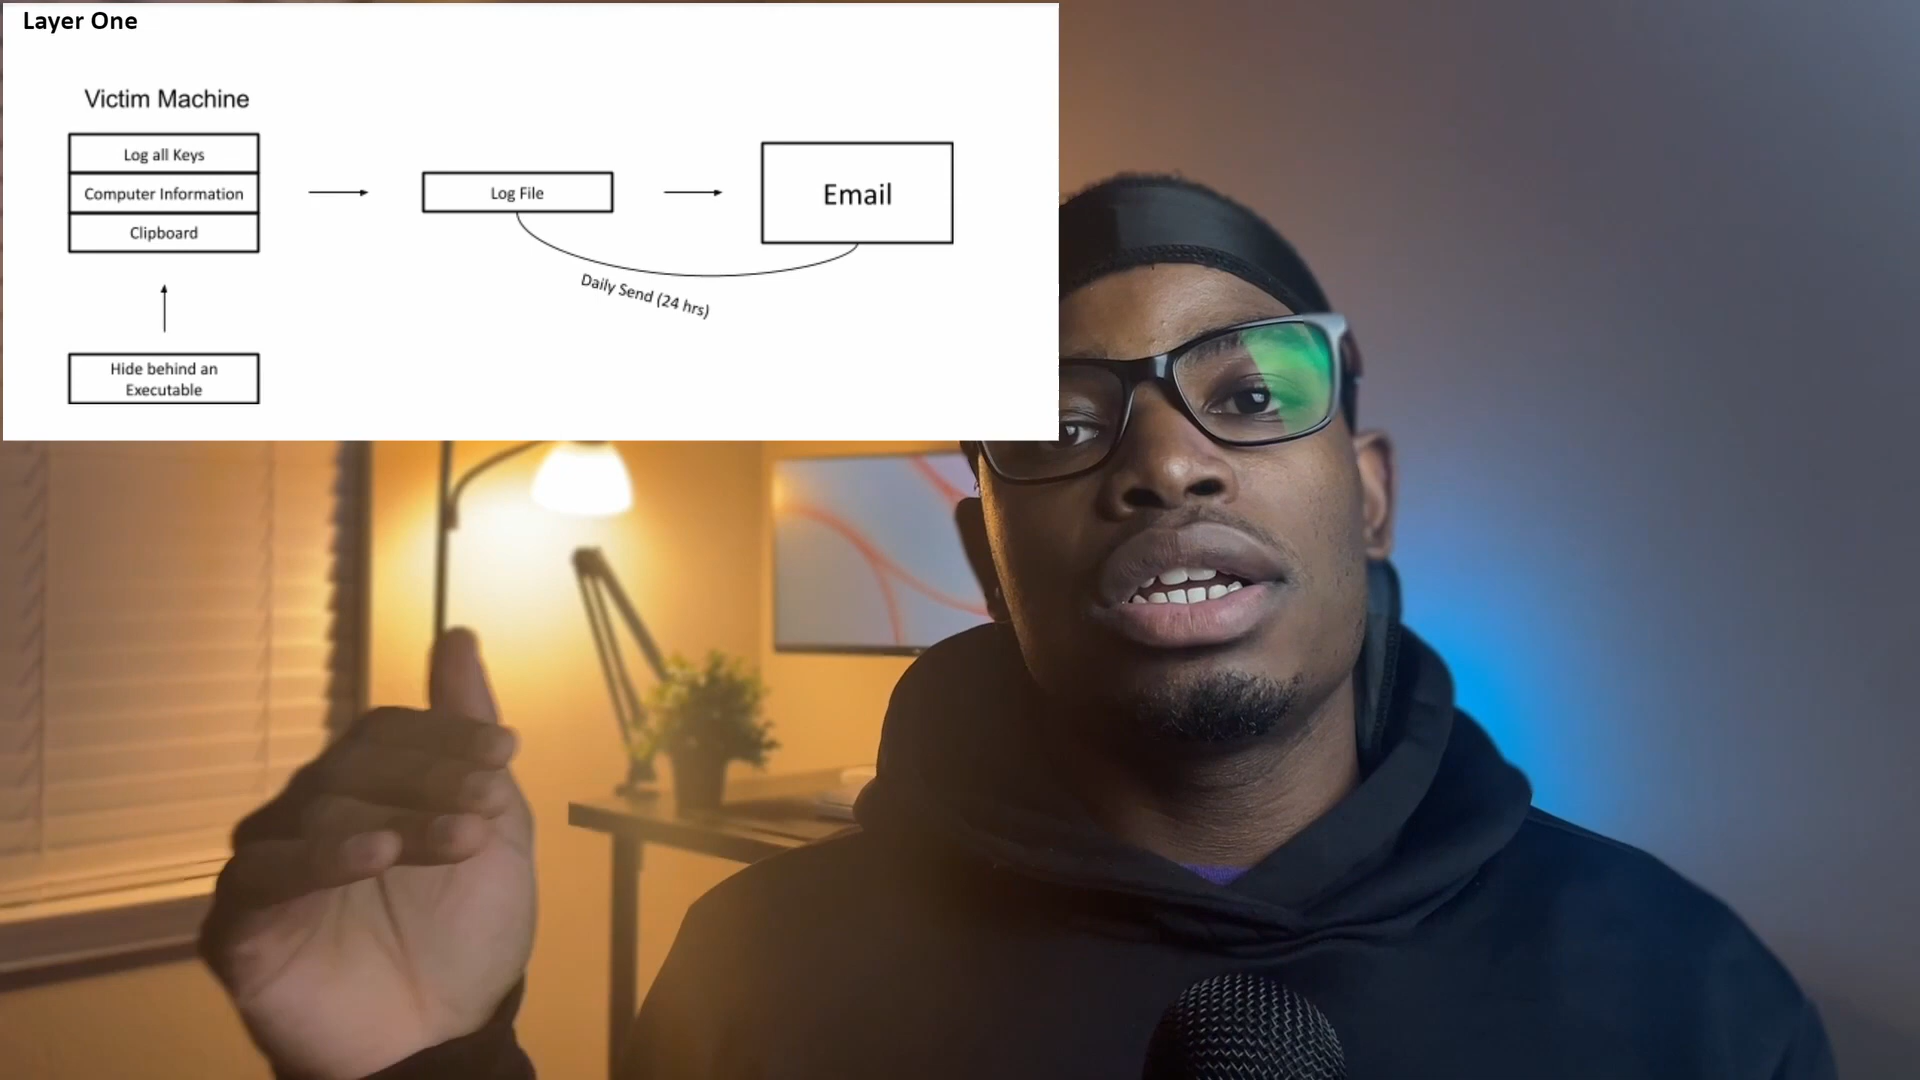 Layer One
Victim Machine
Log all Keys
Computer Information
Clipboard
Log File
Email
Daily Send (24 hrs)
Hide behind an
Executable